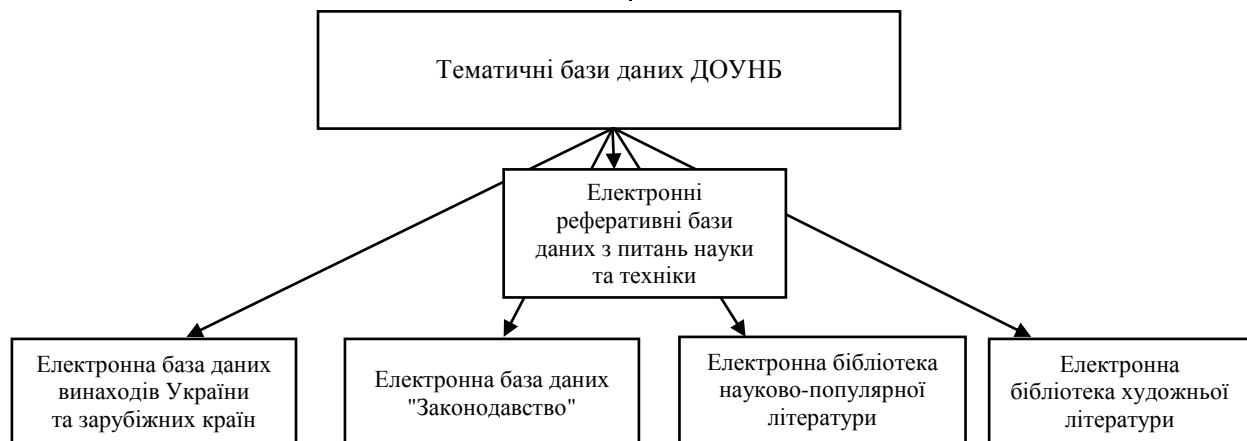 Тематичні бази даних ДОУНБ
Електронні
реферативні бази
даних з питань науки
та техніки
Електронна база даних
винаходів України
та зарубіжних країн
Електронна база даних
"Законодавство"
Електронна бібліотека
науково-популярної
літератури
Електронна
бібліотека художньої
літератури